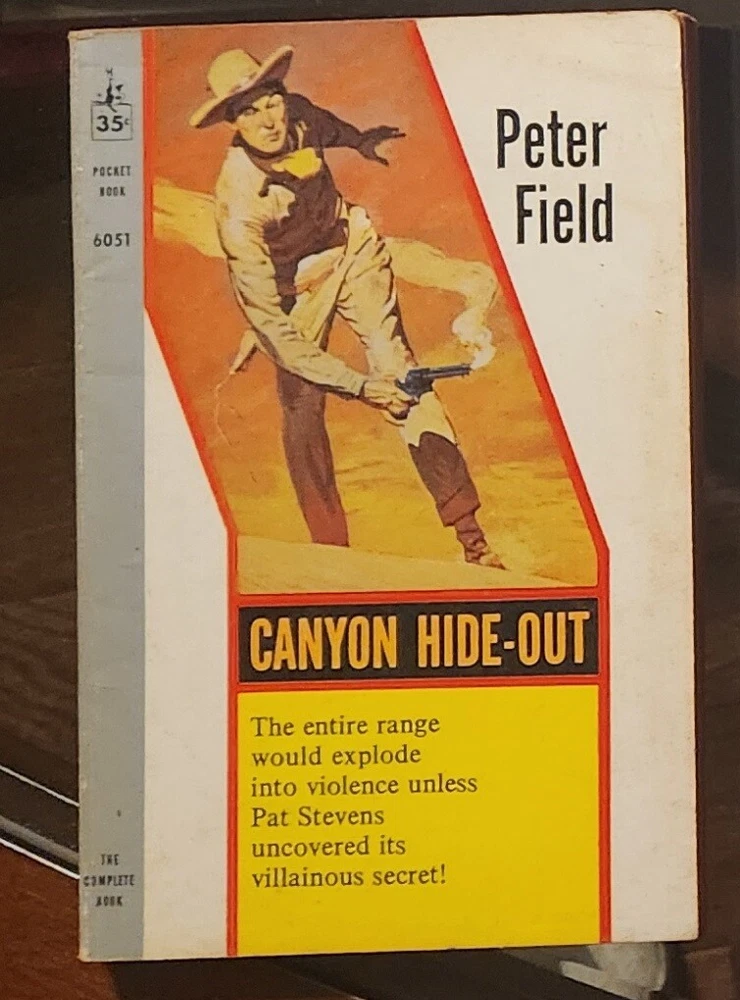 35¢
POCKET
BOOK
6051
Peter
Field
CANYON HIDE-OUT
The entire range
would explode
into violence unless
Pat Stevens
uncovered its
villainous secret!
THE
COMPLETE
BOOK